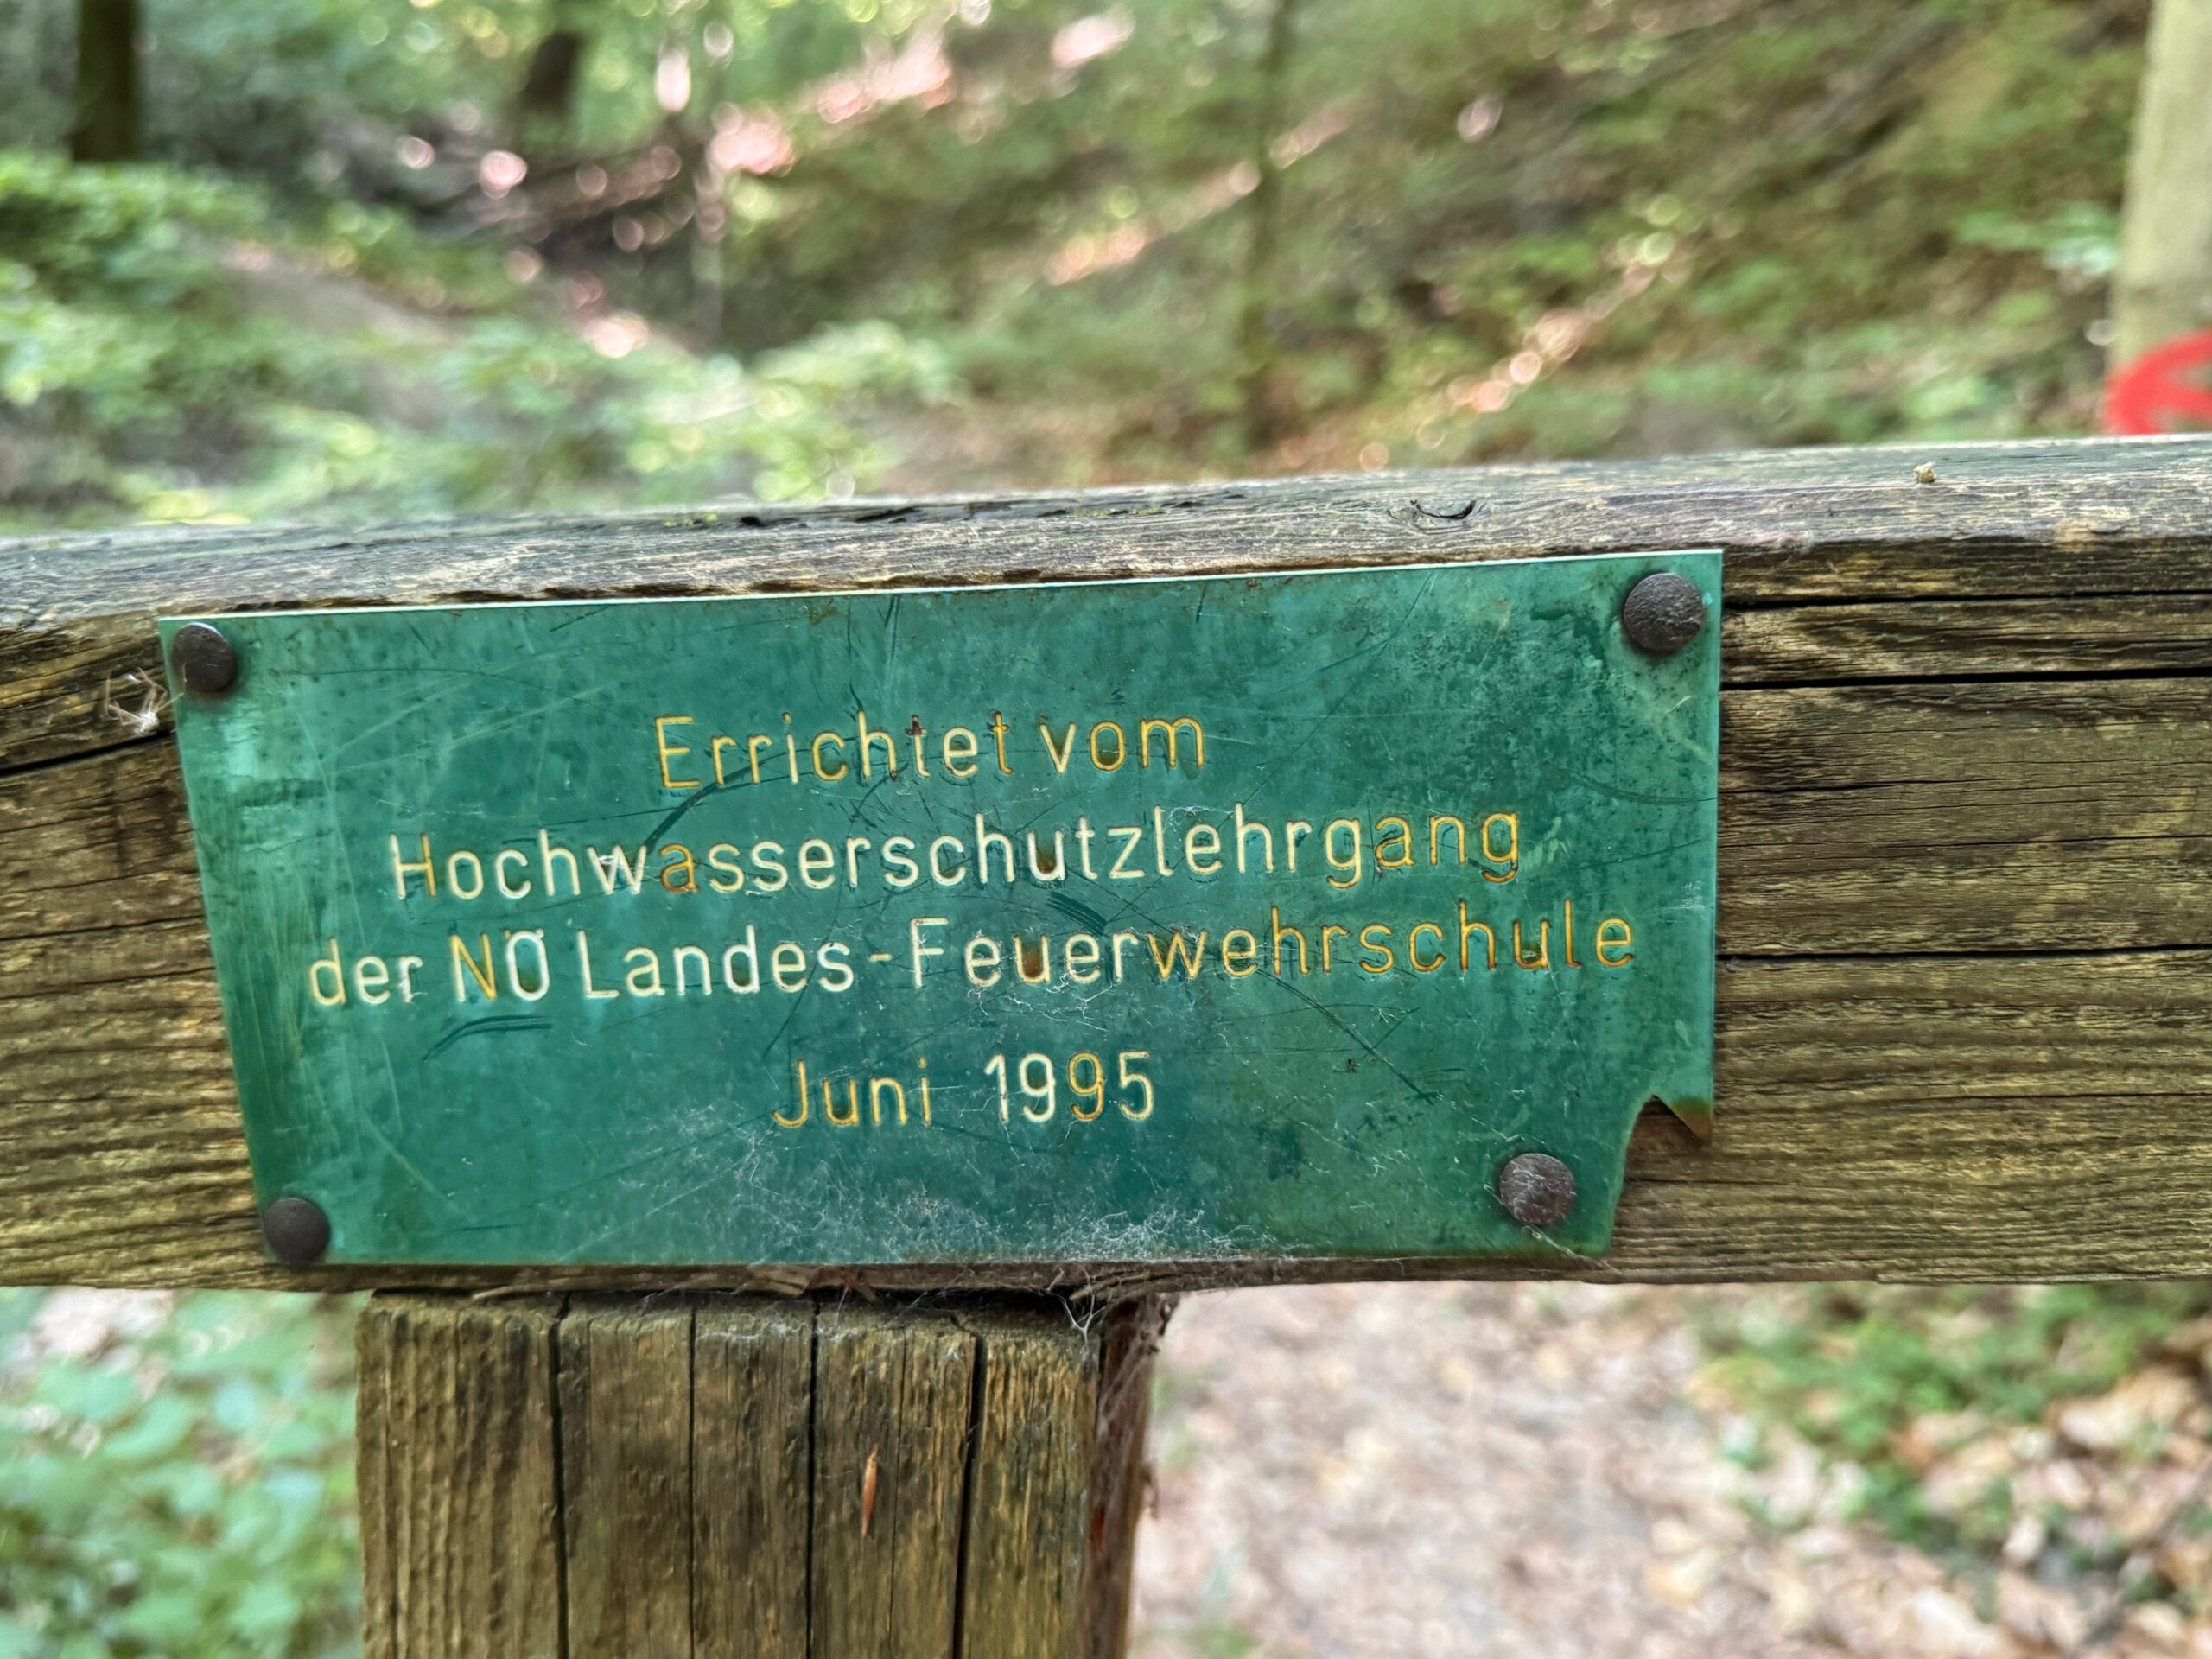 Errichtet vom
Hochwasserschutzlehrgang
der NÖ Landes-Feuerwehrschule
Juni 1995